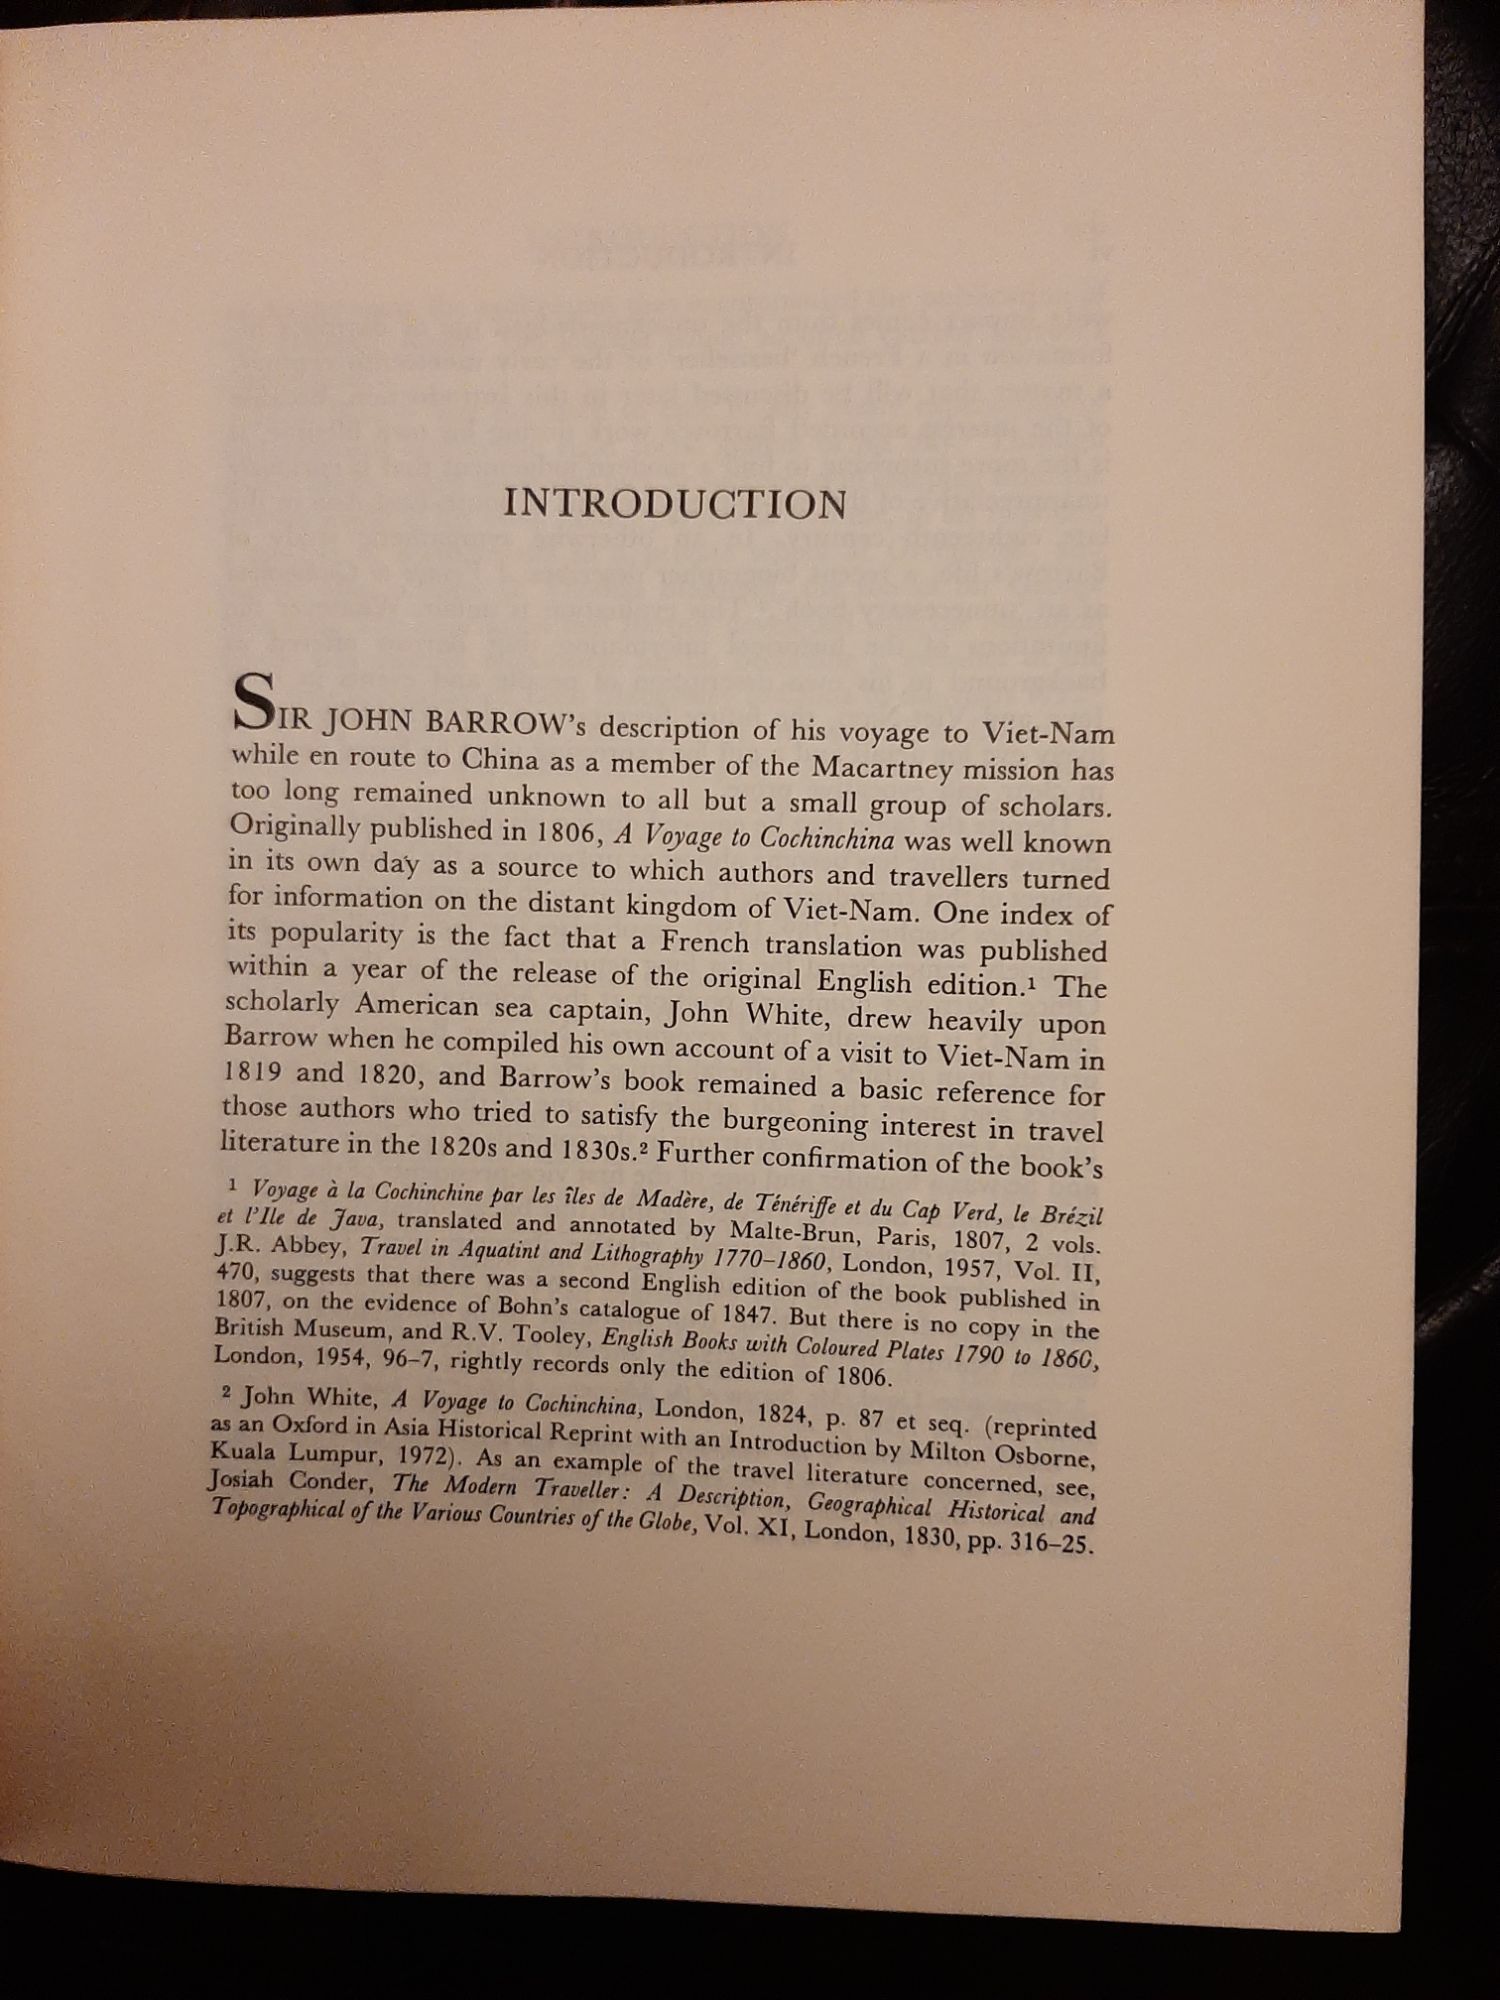 INTRODUCTION
SIR JOHN BARROW's description of his voyage to Viet-Nam
while en route to China as a member of the Macartney mission has
too long remained unknown to all but a small group of scholars.
Originally published in 1806, A Voyage to Cochinchina was well known
in its own day as a source to which authors and travellers turned
for information on the distant kingdom of Viet-Nam. One index of
its popularity is the fact that a French translation was published
within a year of the release of the original English edition.¹ The
scholarly American sea captain, John White, drew heavily upon
Barrow when he compiled his own account of a visit to Viet-Nam in
1819 and 1820, and Barrow's book remained a basic reference for
those authors who tried to satisfy the burgeoning interest in travel
literature in the 1820s and 1830s.² Further confirmation of the book's
¹ Voyage à la Cochinchine par les îles de Madère, de Ténériffe et du Cap Verd, le Brézil
et l'Ile de Java, translated and annotated by Malte-Brun, Paris, 1807, 2 vols.
J.R. Abbey, Travel in Aquatint and Lithography 1770–1860, London, 1957, Vol. II,
470, suggests that there was a second English edition of the book published in
1807, on the evidence of Bohn's catalogue of 1847. But there is no copy in the
British Museum, and R.V. Tooley, English Books with Coloured Plates 1790 to 1860,
London, 1954, 96–7, rightly records only the edition of 1806.
² John White, A Voyage to Cochinchina, London, 1824, p. 87 et seq. (reprinted
as an Oxford in Asia Historical Reprint with an Introduction by Milton Osborne,
Kuala Lumpur, 1972). As an example of the travel literature concerned, see,
Josiah Conder, The Modern Traveller: A Description, Geographical Historical and
Topographical of the Various Countries of the Globe, Vol. XI, London, 1830, pp. 316–25.